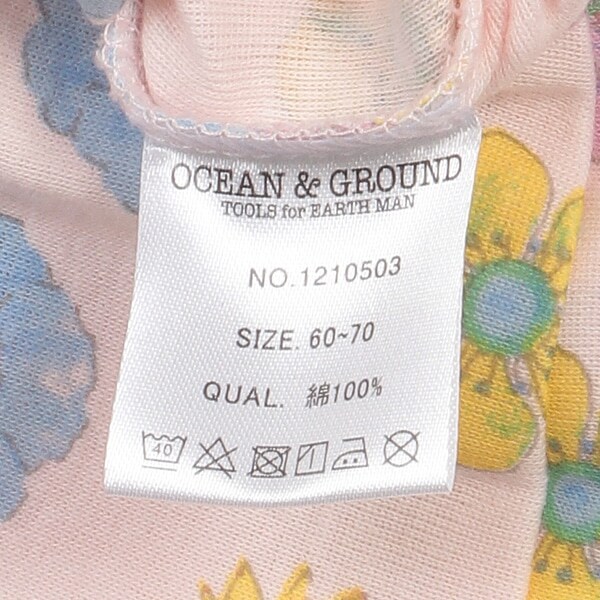 OCEAN & GROUND
TOOLS for EARTH MAN
NO.1210503
SIZE. 60~70
QUAL. 綿100%
40